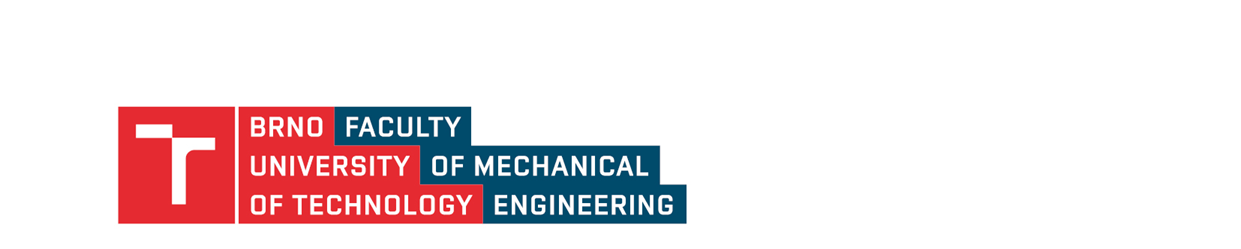 BRNO FACULTY
UNIVERSITY OF MECHANICAL
OF TECHNOLOGY ENGINEERING